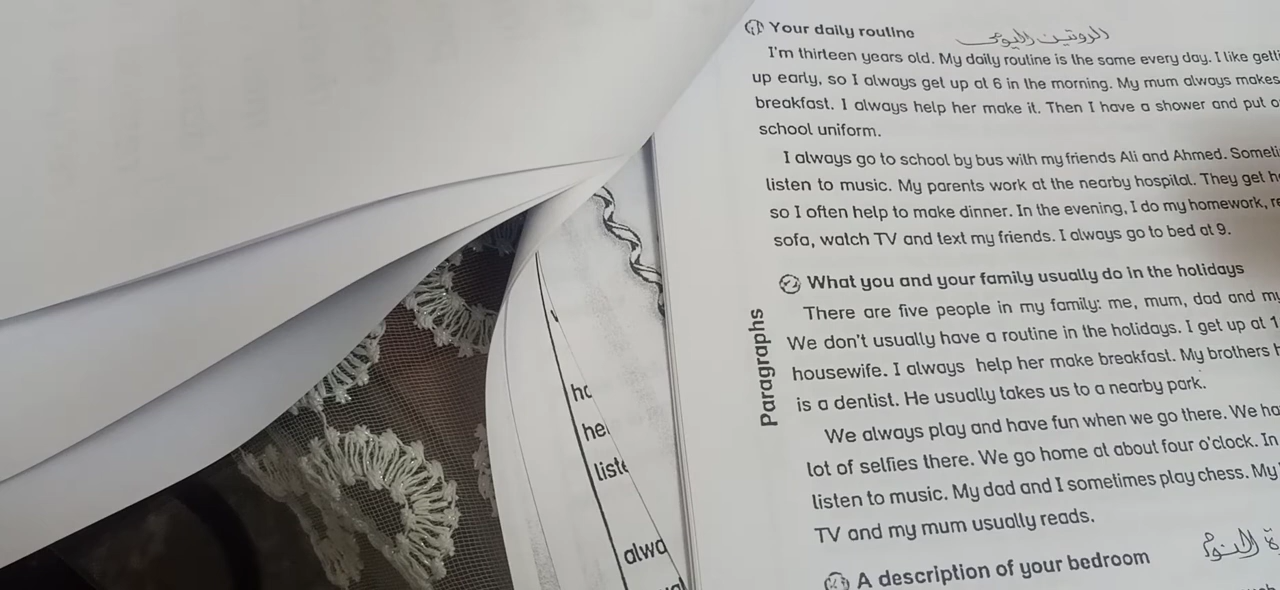 Your daily routine الروتين اليومى
I'm thirteen years old. My daily routine is the same every day. I like
up early, so I always get up at 6 in the morning. My mum always makes
breakfast. I always help her make it. Then I have a shower and put
school uniform.
I always go to school by bus with my friends Ali and Ahmed.
listen to music. My parents work at the nearby hospital. They get
so I often help to make dinner. In the evening, I do my homework,
sofa, watch TV and text my friends. I always go to bed at 9.
What you and your family usually do in the holidays
There are five people in my family: me, mum, dad and
We don't usually have a routine in the holidays. I get up at
housewife. I always help her make breakfast. My brothers
is a dentist. He usually takes us to a nearby park.
We always play and have fun when we go there. We
lot of selfies there. We go home at about four o'clock. In
listen to music. My dad and I sometimes play chess. My
TV and my mum usually reads.
A description of your bedroom النوم
Paragraphs